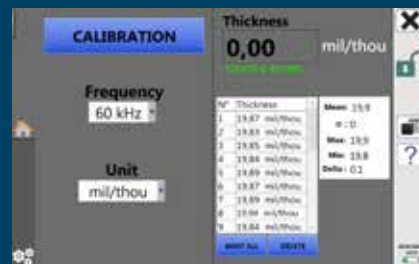 CALIBRATION
Frequency
60 kHz
Unit
mil/thou
Thickness
0,00 mil/thou
N° Thickness
1 19,87 mil/thou
2 19,83 mil/thou
3 19,85 mil/thou
4 19,84 mil/thou
5 19,89 mil/thou
6 19,87 mil/thou
7 19,89 mil/thou
8 19,94 mil/thou
9 19,84 mil/thou
DELETE
Mean: 19,9
σ : 0
Max: 19,9
Min: 19,8
Delta : 0,1
?